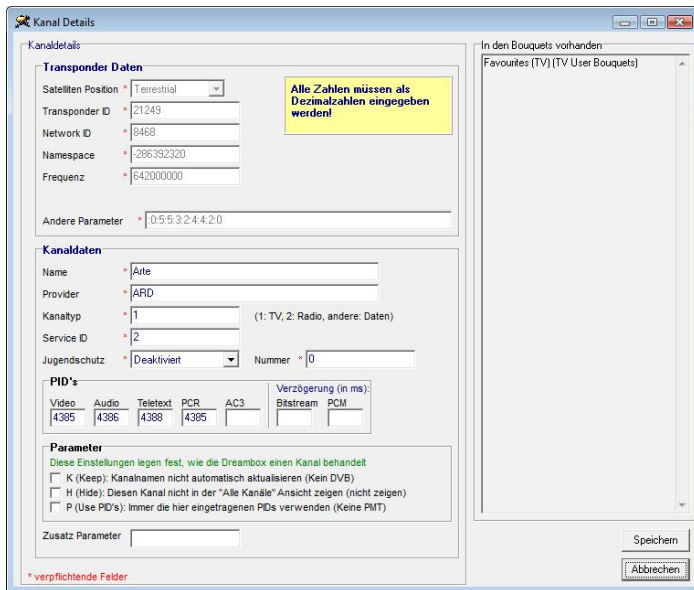 Kanal Details
Kanaldetails
Transponder Daten
Satelliten Position * Terrestrial
Alle Zahlen müssen als
Dezimalzahlen eingegeben
werden!
Transponder ID * 21249
Network ID * 8468
Namespace * -286392320
Frequenz * 642000000
Andere Parameter * :0:5:5:3:2:4:4:2:0
Kanaldaten
Name * Arte
Provider * ARD
Kanaltyp * 1 (1: TV, 2: Radio, andere: Daten)
Service ID * 2
Jugendschutz * Deaktiviert Nummer * 0
PID's
Verzögerung (in ms):
Video Audio Teletext PCR AC3 Bitstream PCM
4385 4386 4388 4385
Parameter
Diese Einstellungen legen fest, wie die Dreambox einen Kanal behandelt
K (Keep): Kanalnamen nicht automatisch aktualisieren (Kein DVB)
H (Hide): Diesen Kanal nicht in der "Alle Kanäle" Ansicht zeigen (nicht zeigen)
P (Use PID's): Immer die hier eingetragenen PIDs verwenden (Keine PMT)
Zusatz Parameter
* verpflichtende Felder
In den Bouquets vorhanden
Favourites (TV) (TV User Bouquets)
Speichern
Abbrechen